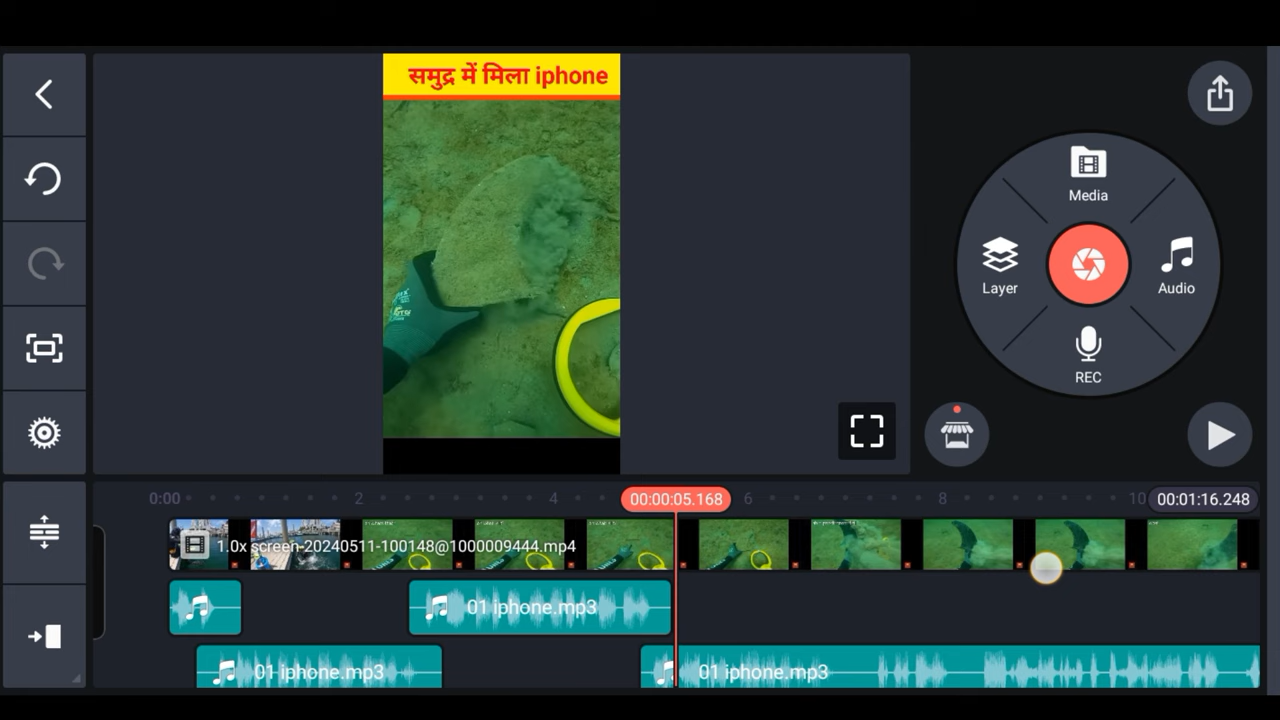 समुद्र में मिला iphone
Media
Layer
Audio
REC
0:00
2
4
00:00:05.168
6
8
10
00:01:16.248
1.0x screen-20240511-100148@1000009444.mp4
01 iphone.mp3
01 iphone.mp3
01 iphone.mp3